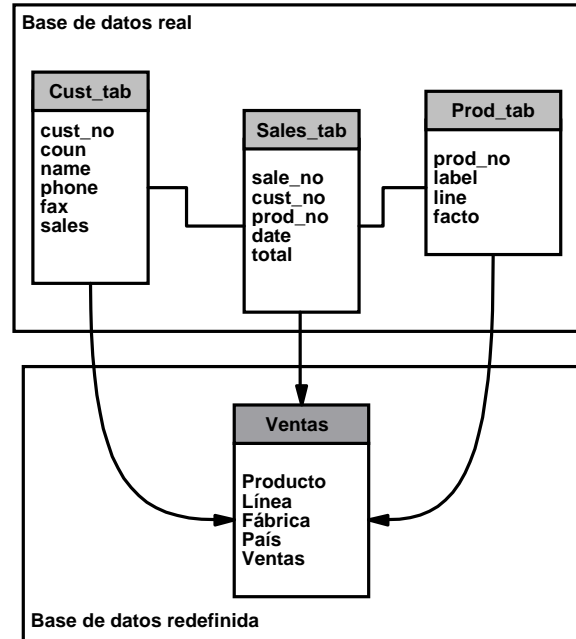 Base de datos real
Cust_tab
cust_no
coun
name
phone
fax
sales
Sales_tab
sale_no
cust_no
prod_no
date
total
Prod_tab
prod_no
label
line
facto
Ventas
Producto
Línea
Fábrica
País
Ventas
Base de datos redefinida